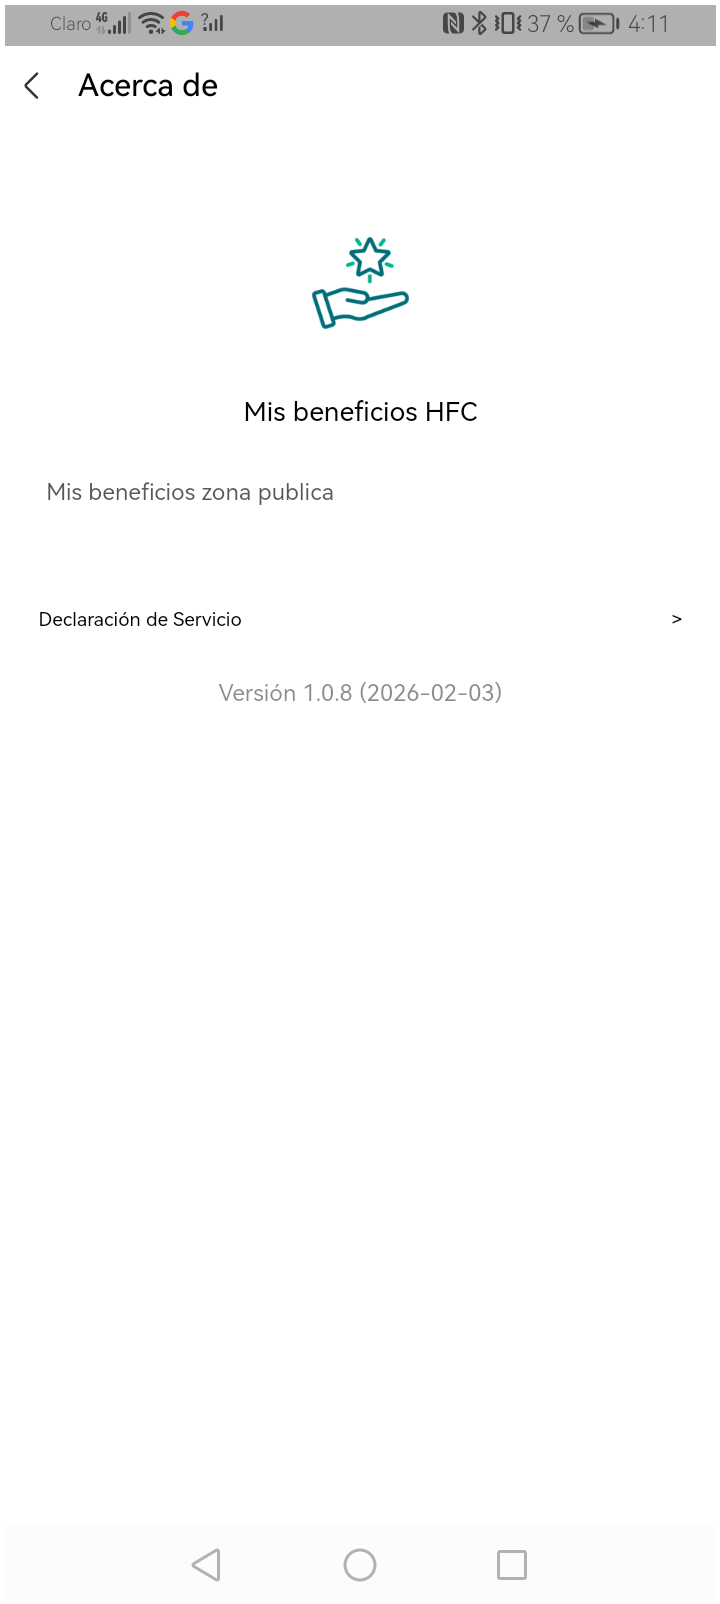 Claro 4G ? 37 % 4:11
Acerca de
Mis beneficios HFC
Mis beneficios zona publica
Declaración de Servicio >
Versión 1.0.8 (2026-02-03)